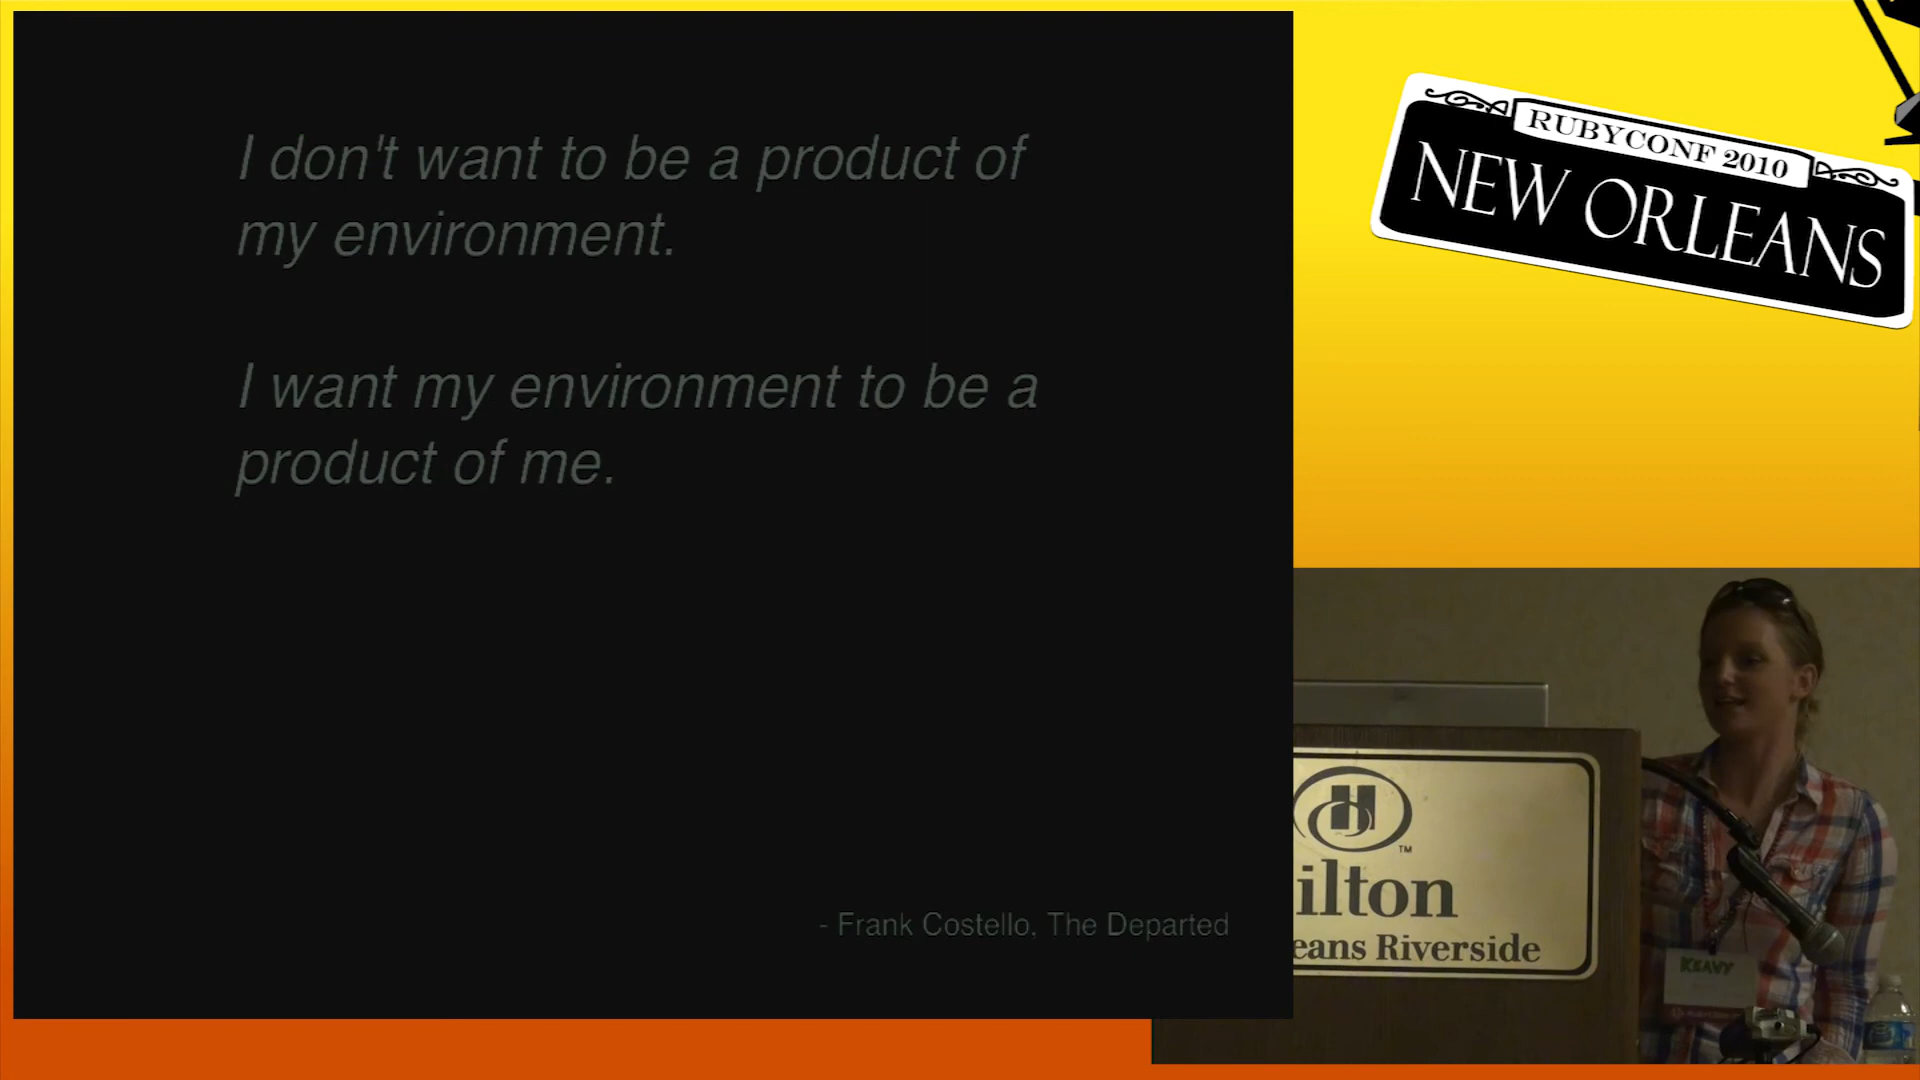 I don't want to be a product of
my environment.
I want my environment to be a
product of me.
- Frank Costello, The Departed
RUBYCONF 2010
NEW ORLEANS
H
TM
ilton
eans Riverside
KEAVY